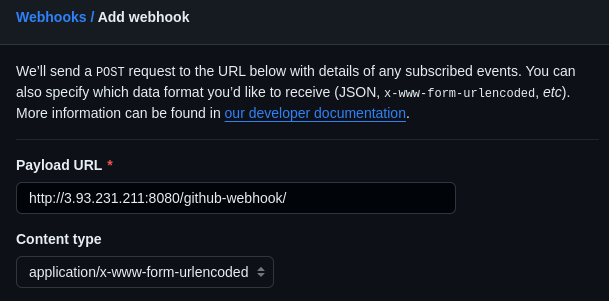 Webhooks / Add webhook
We'll send a POST request to the URL below with details of any subscribed events. You can
also specify which data format you'd like to receive (JSON, x-www-form-urlencoded, etc).
More information can be found in our developer documentation.
Payload URL *
http://3.93.231.211:8080/github-webhook/
Content type
application/x-www-form-urlencoded